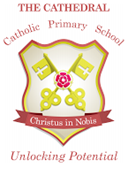 THE CATHEDRAL
Catholic Primary School
Christus in Nobis
Unlocking Potential